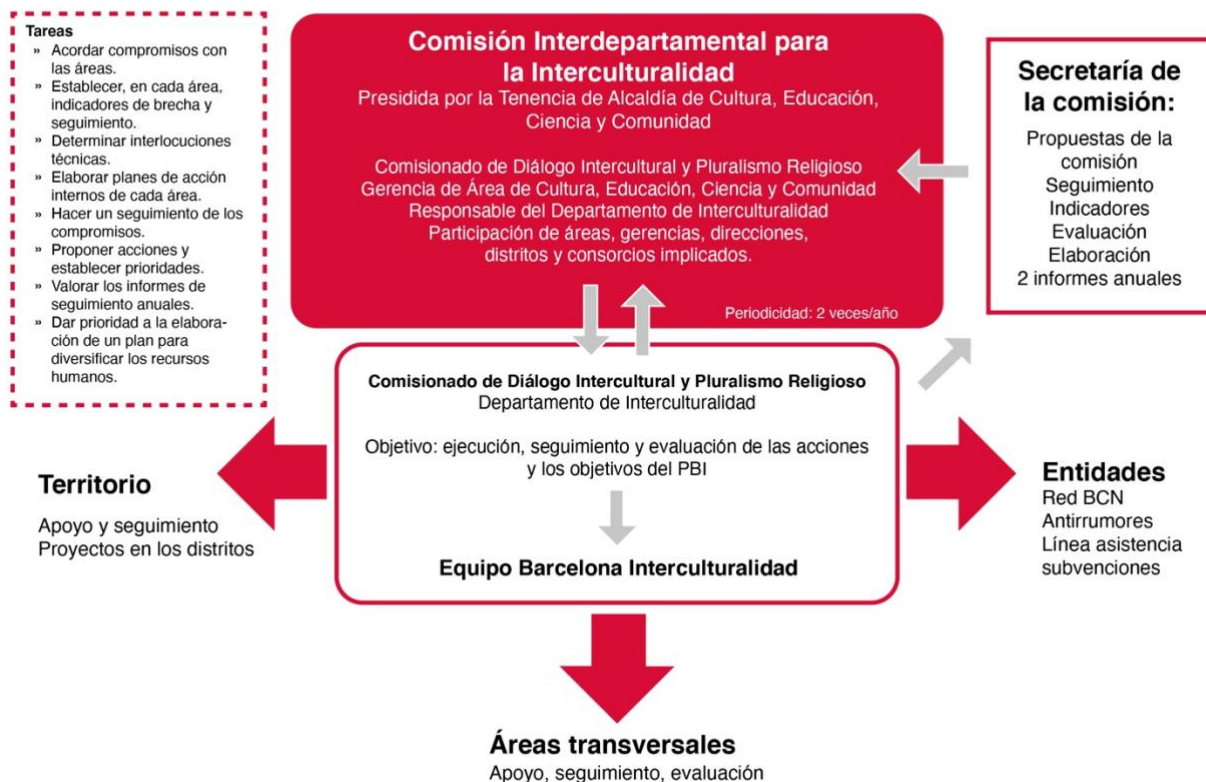 Tareas
» Acordar compromisos con
las áreas.
» Establecer, en cada área,
indicadores de brecha y
seguimiento.
» Determinar interlocuciones
técnicas.
» Elaborar planes de acción
internos de cada área.
» Hacer un seguimiento de los
compromisos.
» Proponer acciones y
establecer prioridades.
» Valorar los informes de
seguimiento anuales.
» Dar prioridad a la elabora-
ción de un plan para
diversificar los recursos
humanos.
Comisión Interdepartamental para
la Interculturalidad
Presidida por la Tenencia de Alcaldía de Cultura, Educación,
Ciencia y Comunidad
Comisionado de Diálogo Intercultural y Pluralismo Religioso
Gerencia de Área de Cultura, Educación, Ciencia y Comunidad
Responsable del Departamento de Interculturalidad
Participación de áreas, gerencias, direcciones,
distritos y consorcios implicados.
Periodicidad: 2 veces/año
Secretaría de
la comisión:
Propuestas de la
comisión
Seguimiento
Indicadores
Evaluación
Elaboración
2 informes anuales
Comisionado de Diálogo Intercultural y Pluralismo Religioso
Departamento de Interculturalidad
Objetivo: ejecución, seguimiento y evaluación de las acciones
y los objetivos del PBI
Equipo Barcelona Interculturalidad
Territorio
Apoyo y seguimiento
Proyectos en los distritos
Entidades
Red BCN
Antirrumores
Línea asistencia
subvenciones
Áreas transversales
Apoyo, seguimiento, evaluación